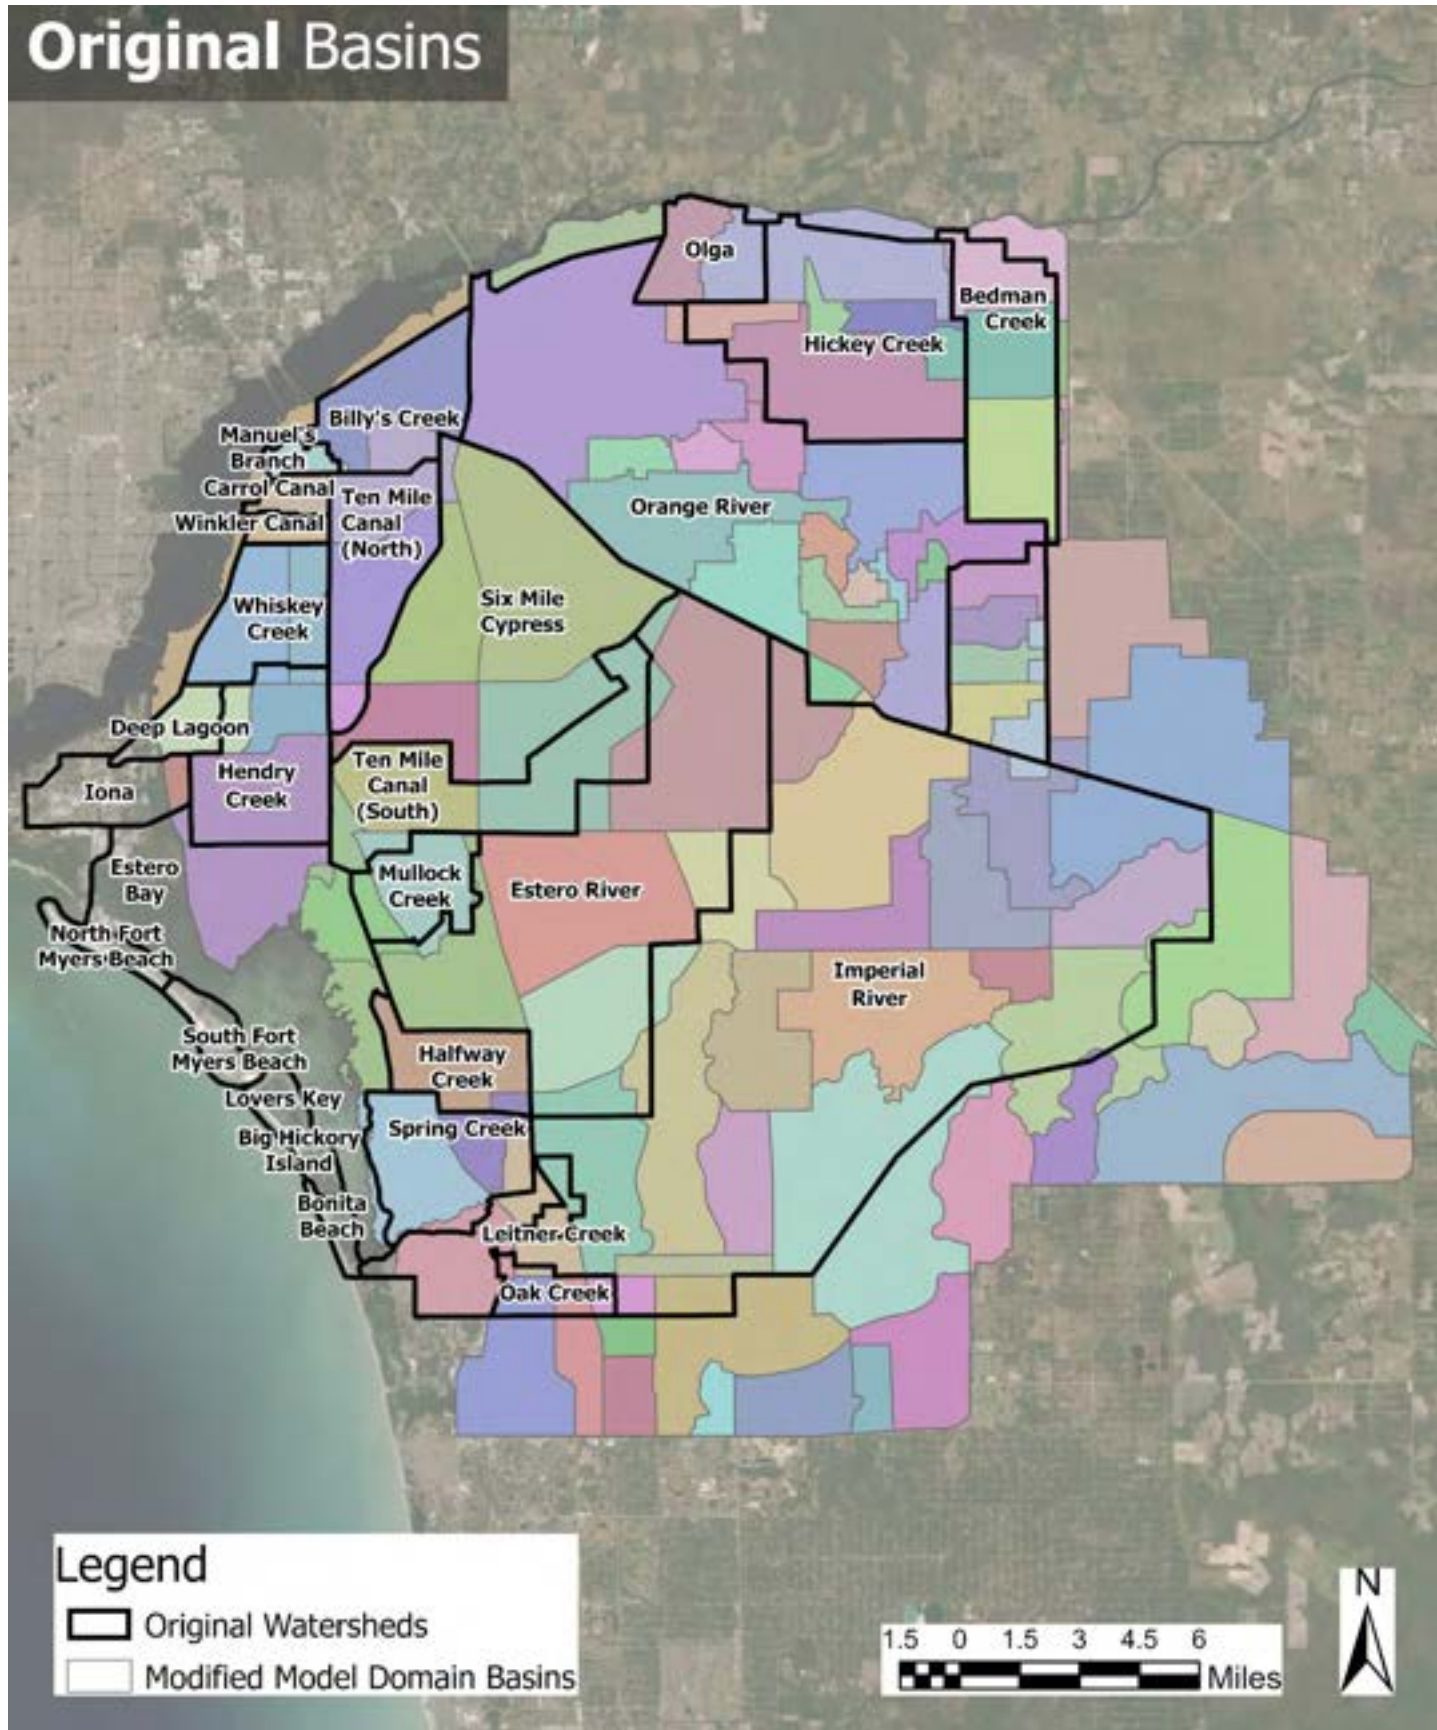 Original Basins
Olga
Bedman
Creek
Hickey Creek
Billy's Creek
Manuel's
Branch
Carrol Canal
Ten Mile
Canal
(North)
Winkler Canal
Orange River
Six Mile
Cypress
Whiskey
Creek
Deep Lagoon
Ten Mile
Canal
(South)
Hendry
Creek
Iona
Estero
Bay
Mullock
Creek
Estero River
North Fort
Myers Beach
Imperial
River
South Fort
Myers Beach
Halfway
Creek
Lovers Key
Spring Creek
Big Hickory
Island
Bonita
Beach
Leitner Creek
Oak Creek
Legend
Original Watersheds
Modified Model Domain Basins
1.5 0 1.5 3 4.5 6
Miles
N